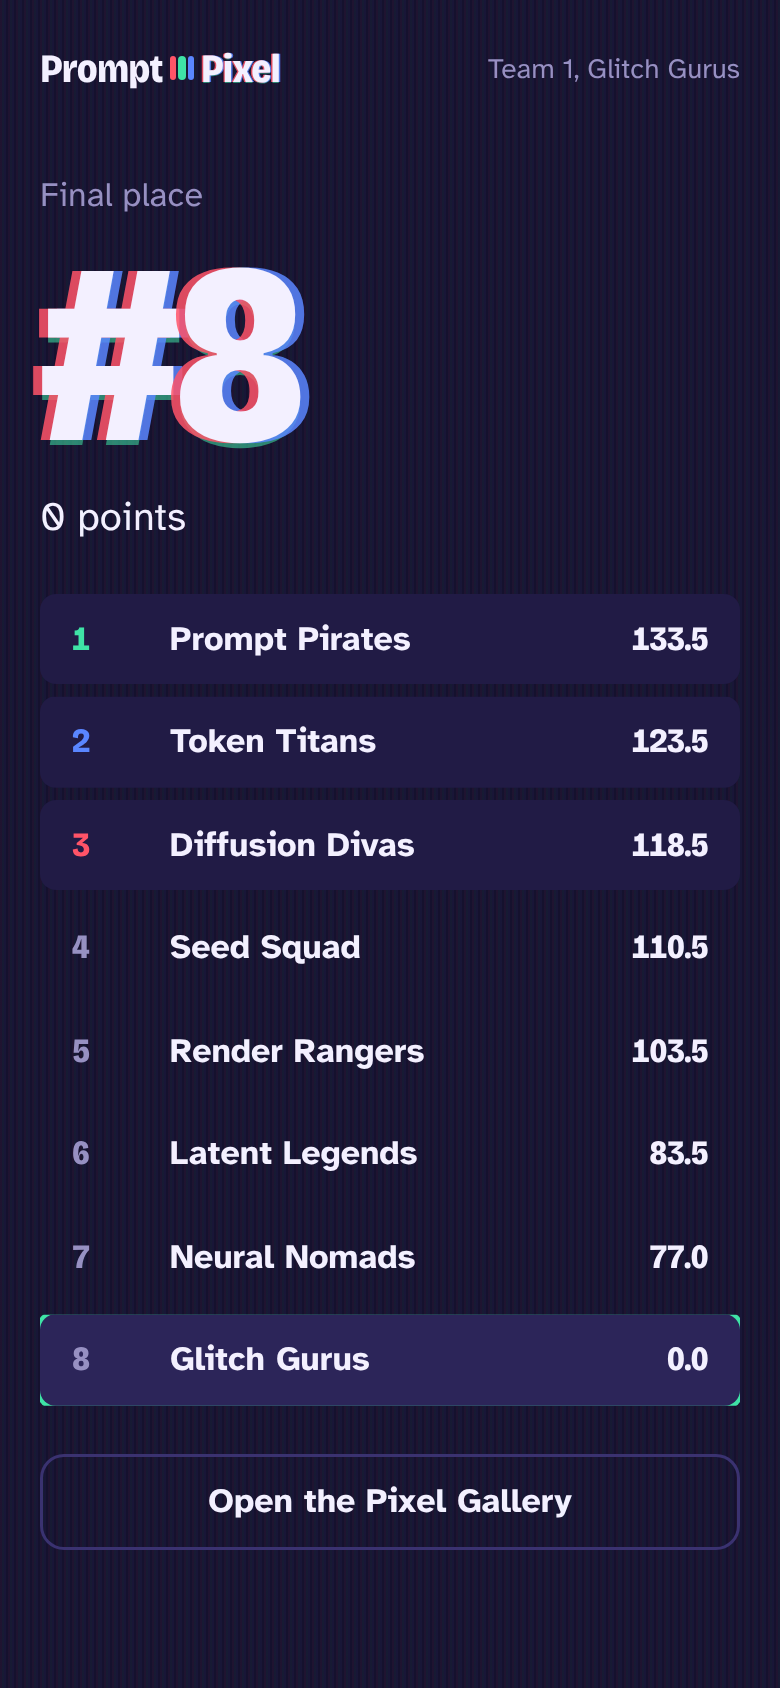 Prompt Pixel
Team 1, Glitch Gurus
Final place
#8
0 points
1 Prompt Pirates 133.5
2 Token Titans 123.5
3 Diffusion Divas 118.5
4 Seed Squad 110.5
5 Render Rangers 103.5
6 Latent Legends 83.5
7 Neural Nomads 77.0
8 Glitch Gurus 0.0
Open the Pixel Gallery